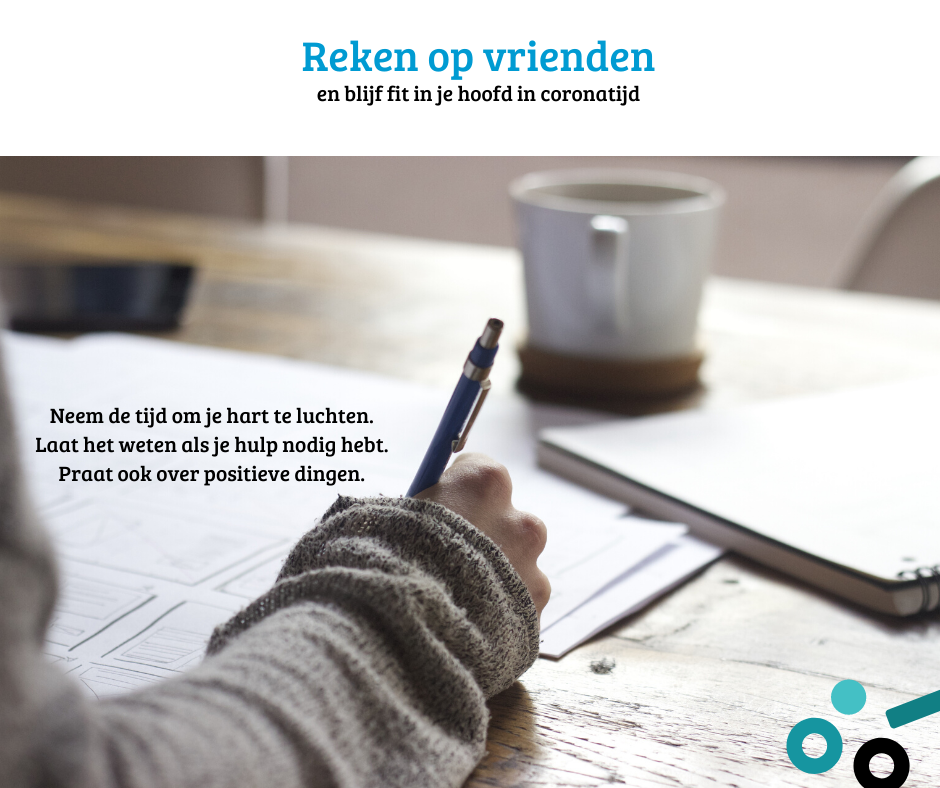 Reken op vrienden
en blijf fit in je hoofd in coronatijd
Neem de tijd om je hart te luchten.
Laat het weten als je hulp nodig hebt.
Praat ook over positieve dingen.